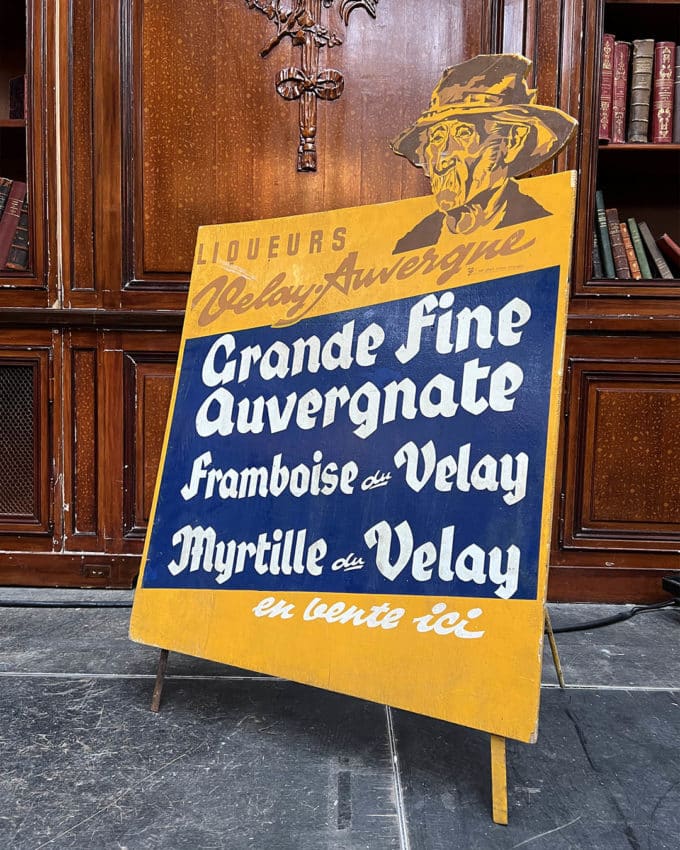 LIQUEURS
Velay-Auvergne
Grande Fine
Auvergnate
Framboise du Velay
Myrtille du Velay
en vente ici